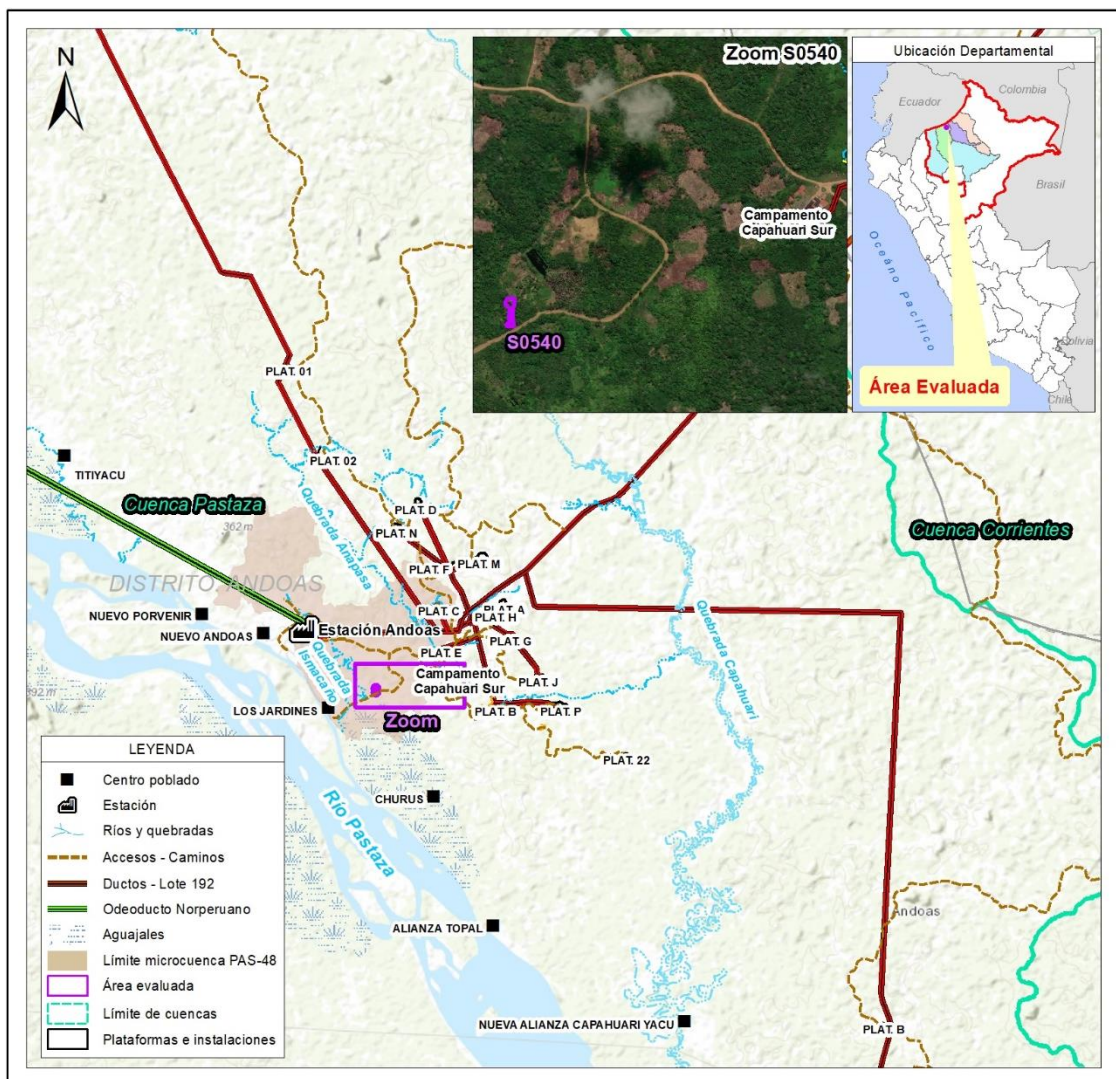 N
Zoom S0540
Campamento
Capahuari Sur
S0540
Ubicación Departamental
Ecuador
Colombia
Brasil
Océano Pacífico
Bolivia
Chile
Área Evaluada
PLAT. 01
PLAT. 02
TITIYACU
Cuenca Pastaza
362 m
Quebrada Anapasa
PLAT. D
PLAT. N
PLAT. F
PLAT. M
Cuenca Corrientes
DISTRITO ANDOAS
NUEVO PORVENIR
NUEVO ANDOAS
Estación Andoas
PLAT. C
PLAT. A
PLAT. H
PLAT. G
PLAT. E
PLAT. J
Quebrada Capahuari
Quebrada
Ismacaño
Campamento
Capahuari Sur
LOS JARDINES
Zoom
PLAT. B
PLAT. P
PLAT. 22
CHURUS
Río Pastaza
ALIANZA TOPAL
Andoas
NUEVA ALIANZA CAPAHUARI YACU
PLAT. B
LEYENDA
Centro poblado
Estación
Ríos y quebradas
Accesos - Caminos
Ductos - Lote 192
Odeoducto Norperuano
Aguajales
Límite microcuenca PAS-48
Área evaluada
Límite de cuencas
Plataformas e instalaciones